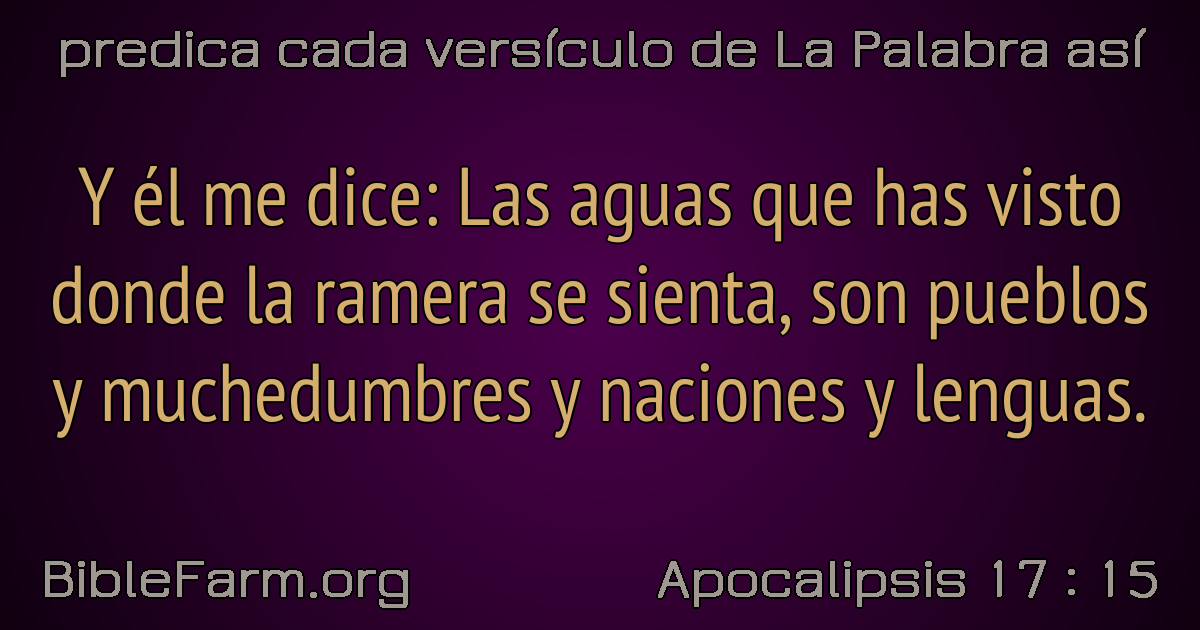 predica cada versículo de La Palabra así
Y él me dice: Las aguas que has visto
donde la ramera se sienta, son pueblos
y muchedumbres y naciones y lenguas.
BibleFarm.org
Apocalipsis 17 : 15